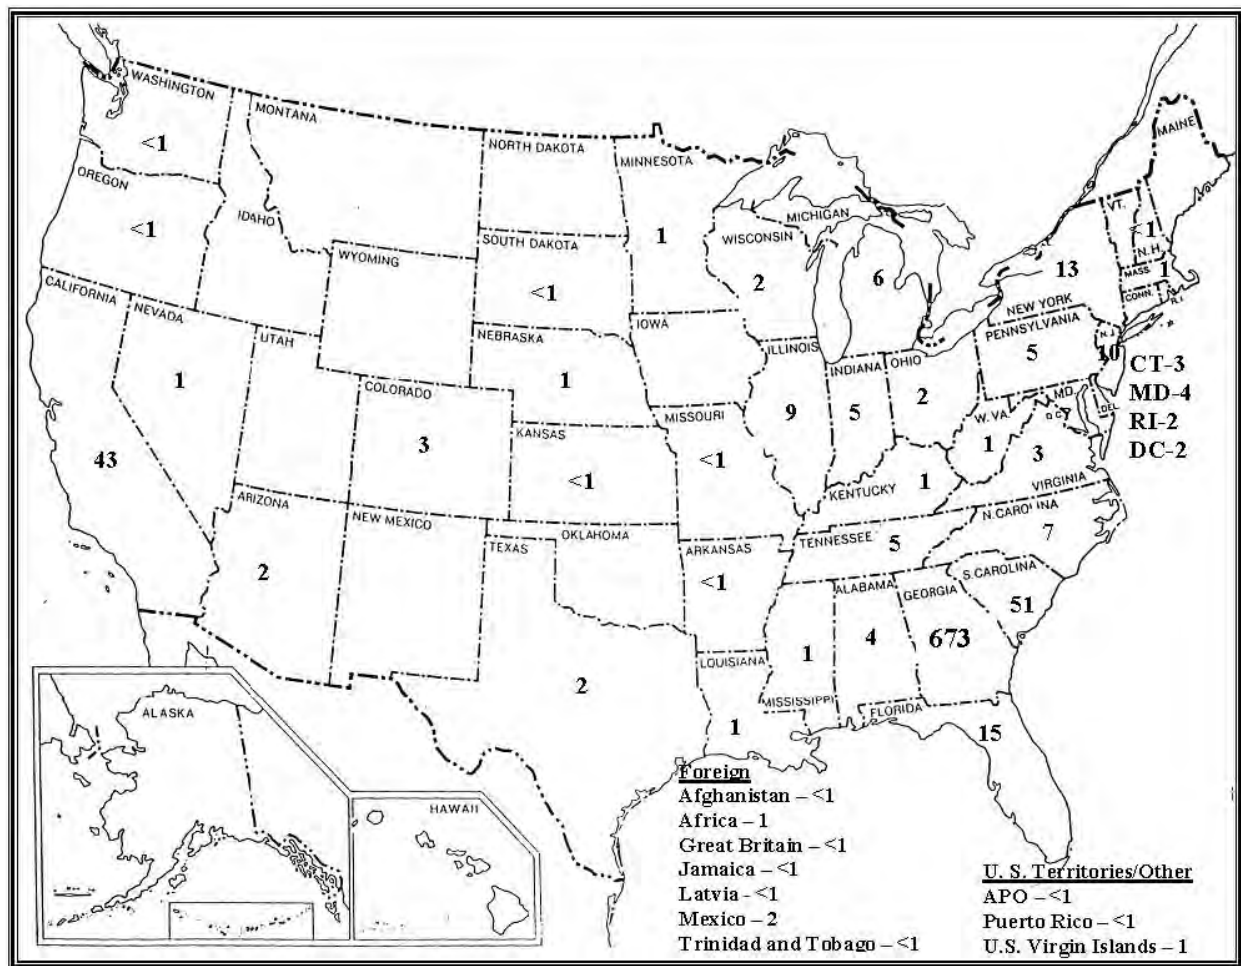 WASHINGTON
<1
MONTANA
NORTH DAKOTA
MINNESOTA
1
MAINE
OREGON
<1
IDAHO
SOUTH DAKOTA
<1
WYOMING
MICHIGAN
6
WISCONSIN
2
VT.
<1
N.H.
MASS
1
CONN.
R.I.
13
NEW YORK
CALIFORNIA
43
NEVADA
1
UTAH
NEBRASKA
1
IOWA
ILLINOIS
9
INDIANA
5
OHIO
2
PENNSYLVANIA
5
N.J.
10
CT-3
MD-4
RI-2
DC-2
COLORADO
3
KANSAS
<1
MISSOURI
<1
W.VA.
1
MD.
D.C.
DEL.
3
VIRGINIA
KENTUCKY
1
ARIZONA
2
NEW MEXICO
TEXAS
2
OKLAHOMA
ARKANSAS
<1
TENNESSEE
5
N. CAROLINA
7
S. CAROLINA
51
ALABAMA
4
GEORGIA
673
LOUISIANA
1
1
MISSISSIPPI
FLORIDA
15
ALASKA
HAWAII
Foreign
Afghanistan – <1
Africa – 1
Great Britain – <1
Jamaica – <1
Latvia – <1
Mexico – 2
Trinidad and Tobago – <1
U. S. Territories/Other
APO – <1
Puerto Rico – <1
U.S. Virgin Islands – 1